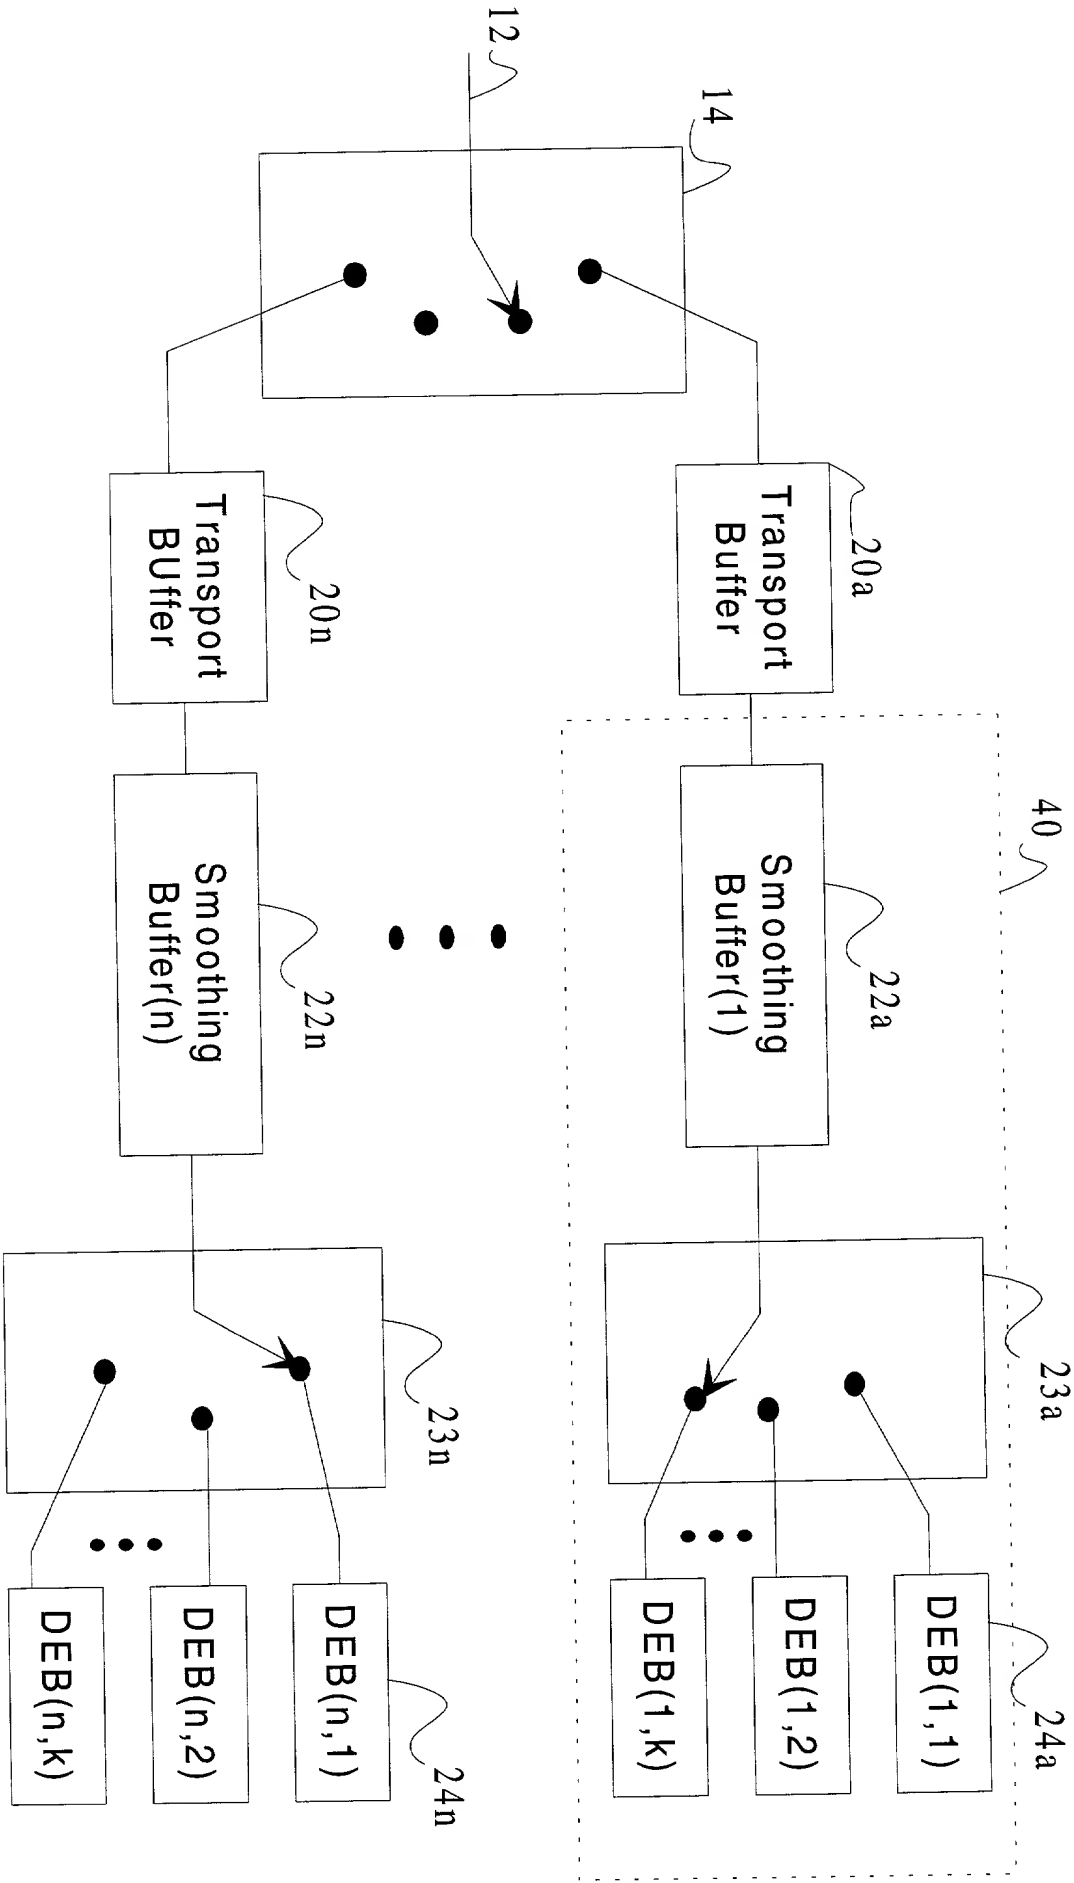 12
14
20a
Transport
Buffer
40
Smoothing
Buffer(1)
22a
23a
DEB(1,1)
24a
DEB(1,2)
DEB(1,k)
Transport
BUffer
20n
Smoothing
Buffer(n)
22n
23n
DEB(n,1)
24n
DEB(n,2)
DEB(n,k)